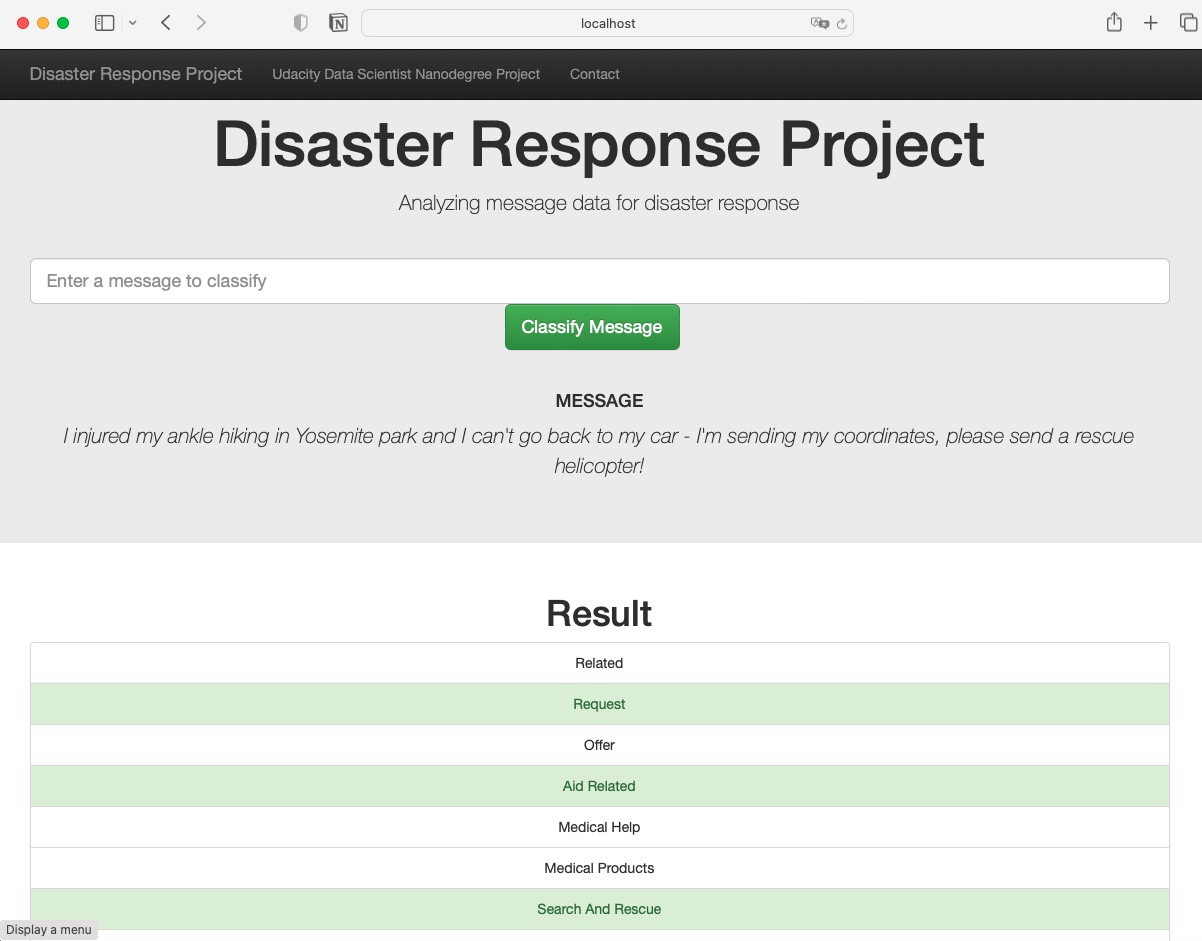 localhost
Disaster Response Project
Udacity Data Scientist Nanodegree Project
Contact
Disaster Response Project
Analyzing message data for disaster response
Enter a message to classify
Classify Message
MESSAGE
I injured my ankle hiking in Yosemite park and I can't go back to my car - I'm sending my coordinates, please send a rescue
helicopter!
Result
Related
Request
Offer
Aid Related
Medical Help
Medical Products
Search And Rescue
Display a menu